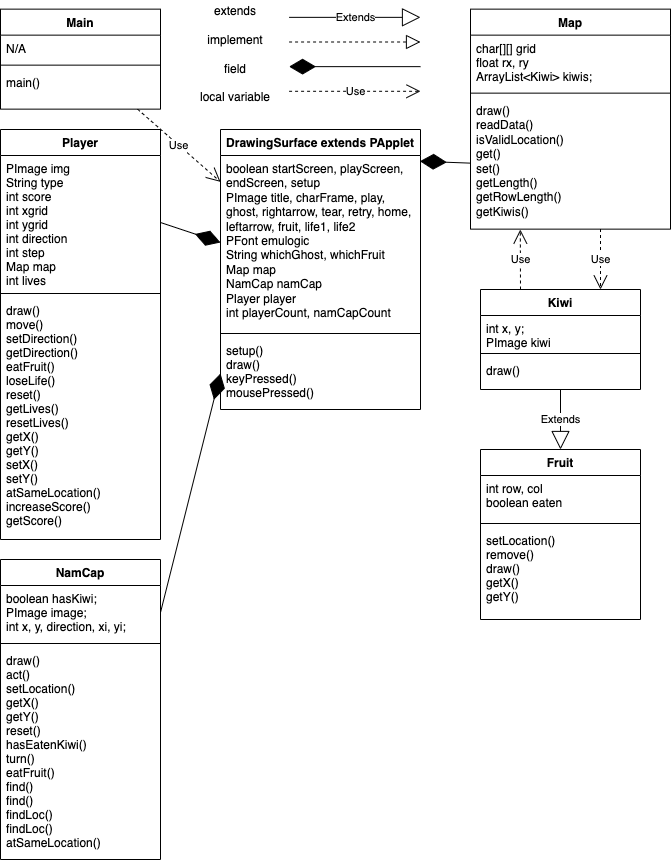 Main
N/A
main()
extends
Extends
implement
field
local variable
Use
Map
char[][] grid
float rx, ry
ArrayList<Kiwi> kiwis;
draw()
readData()
isValidLocation()
get()
set()
getLength()
getRowLength()
getKiwis()
Use
Player
PImage img
String type
int score
int xgrid
int ygrid
int direction
int step
Map map
int lives
draw()
move()
setDirection()
getDirection()
eatFruit()
loseLife()
reset()
getLives()
resetLives()
getX()
getY()
setX()
setY()
atSameLocation()
increaseScore()
getScore()
DrawingSurface extends PApplet
boolean startScreen, playScreen,
endScreen, setup
PImage title, charFrame, play,
ghost, rightarrow, tear, retry, home,
leftarrow, fruit, life1, life2
PFont emulogic
String whichGhost, whichFruit
Map map
NamCap namCap
Player player
int playerCount, namCapCount
setup()
draw()
keyPressed()
mousePressed()
Use
Use
Kiwi
int x, y;
PImage kiwi
draw()
Extends
Fruit
int row, col
boolean eaten
setLocation()
remove()
draw()
getX()
getY()
NamCap
boolean hasKiwi;
PImage image;
int x, y, direction, xi, yi;
draw()
act()
setLocation()
getX()
getY()
reset()
hasEatenKiwi()
turn()
eatFruit()
find()
find()
findLoc()
findLoc()
atSameLocation()